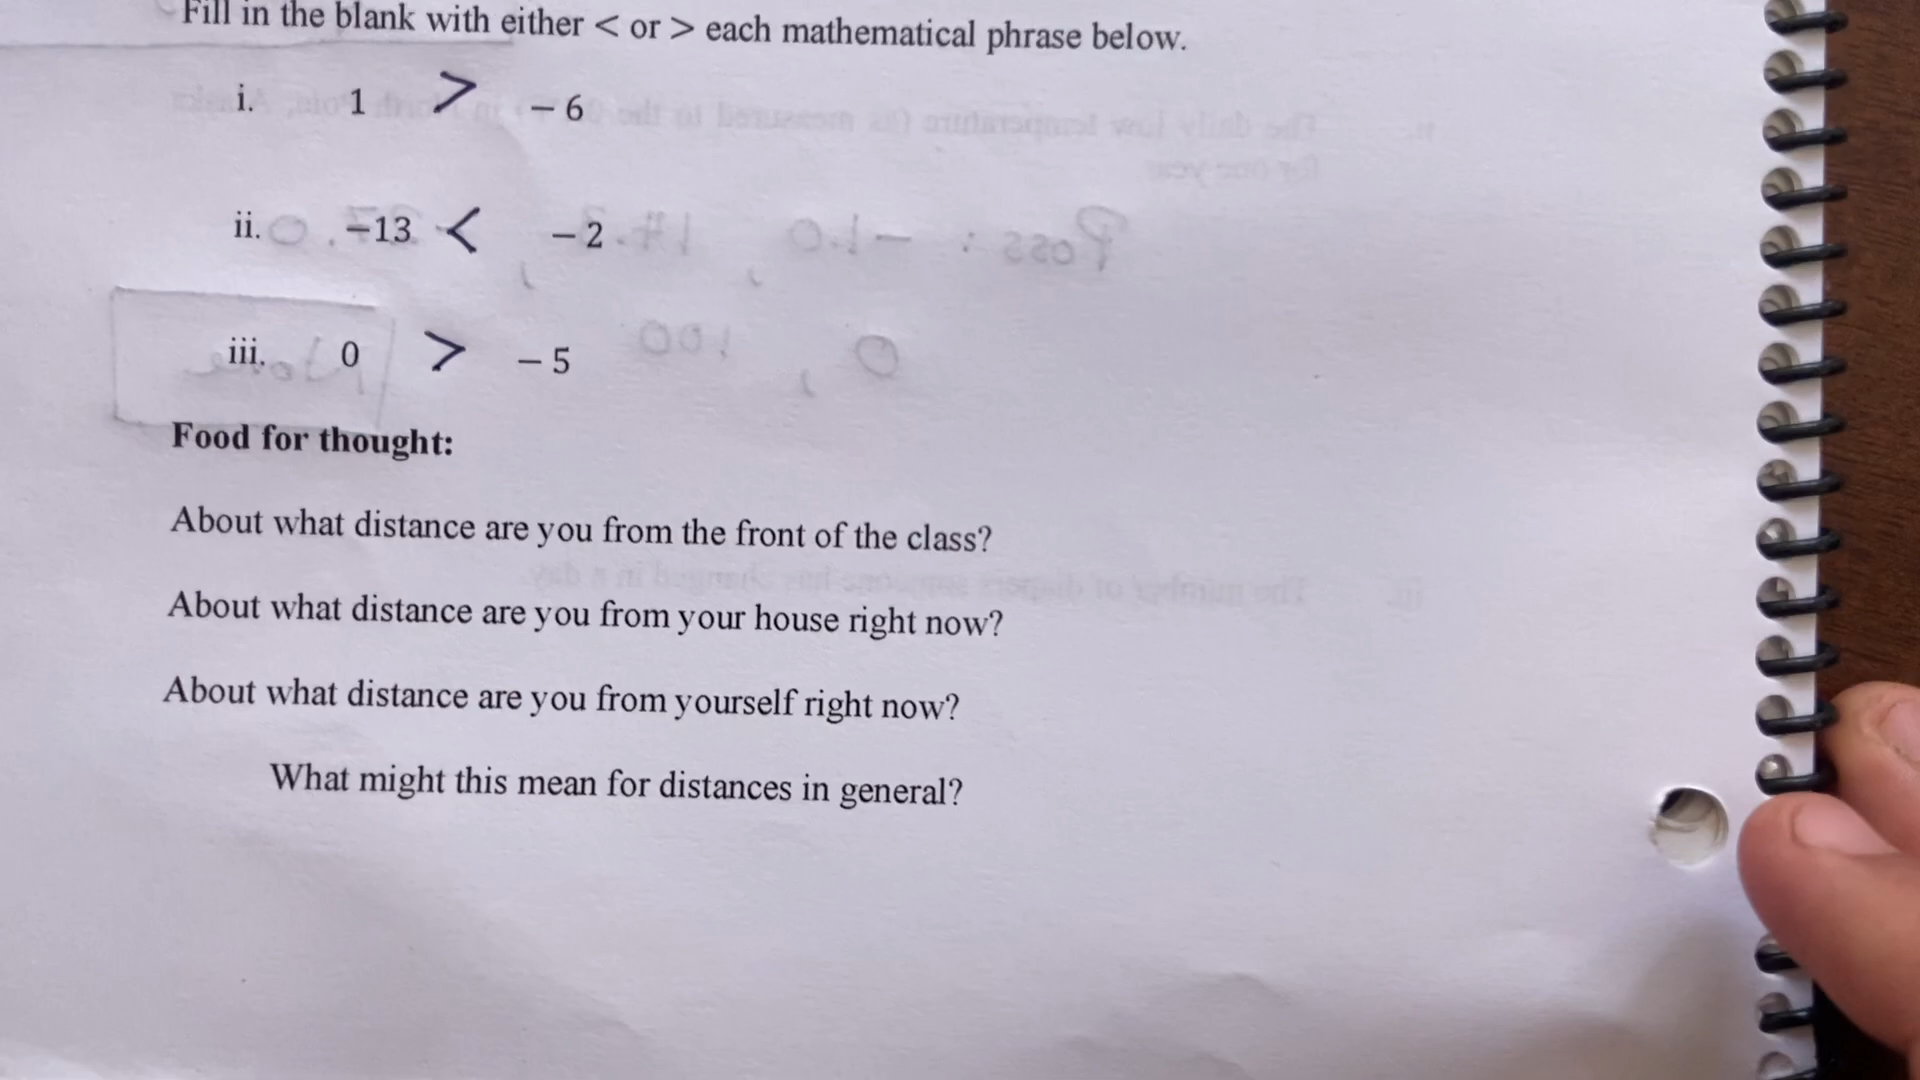 Fill in the blank with either < or > each mathematical phrase below.
i. 1 > − 6
ii. −13 < − 2
iii. 0 > − 5
Food for thought:
About what distance are you from the front of the class?
About what distance are you from your house right now?
About what distance are you from yourself right now?
What might this mean for distances in general?